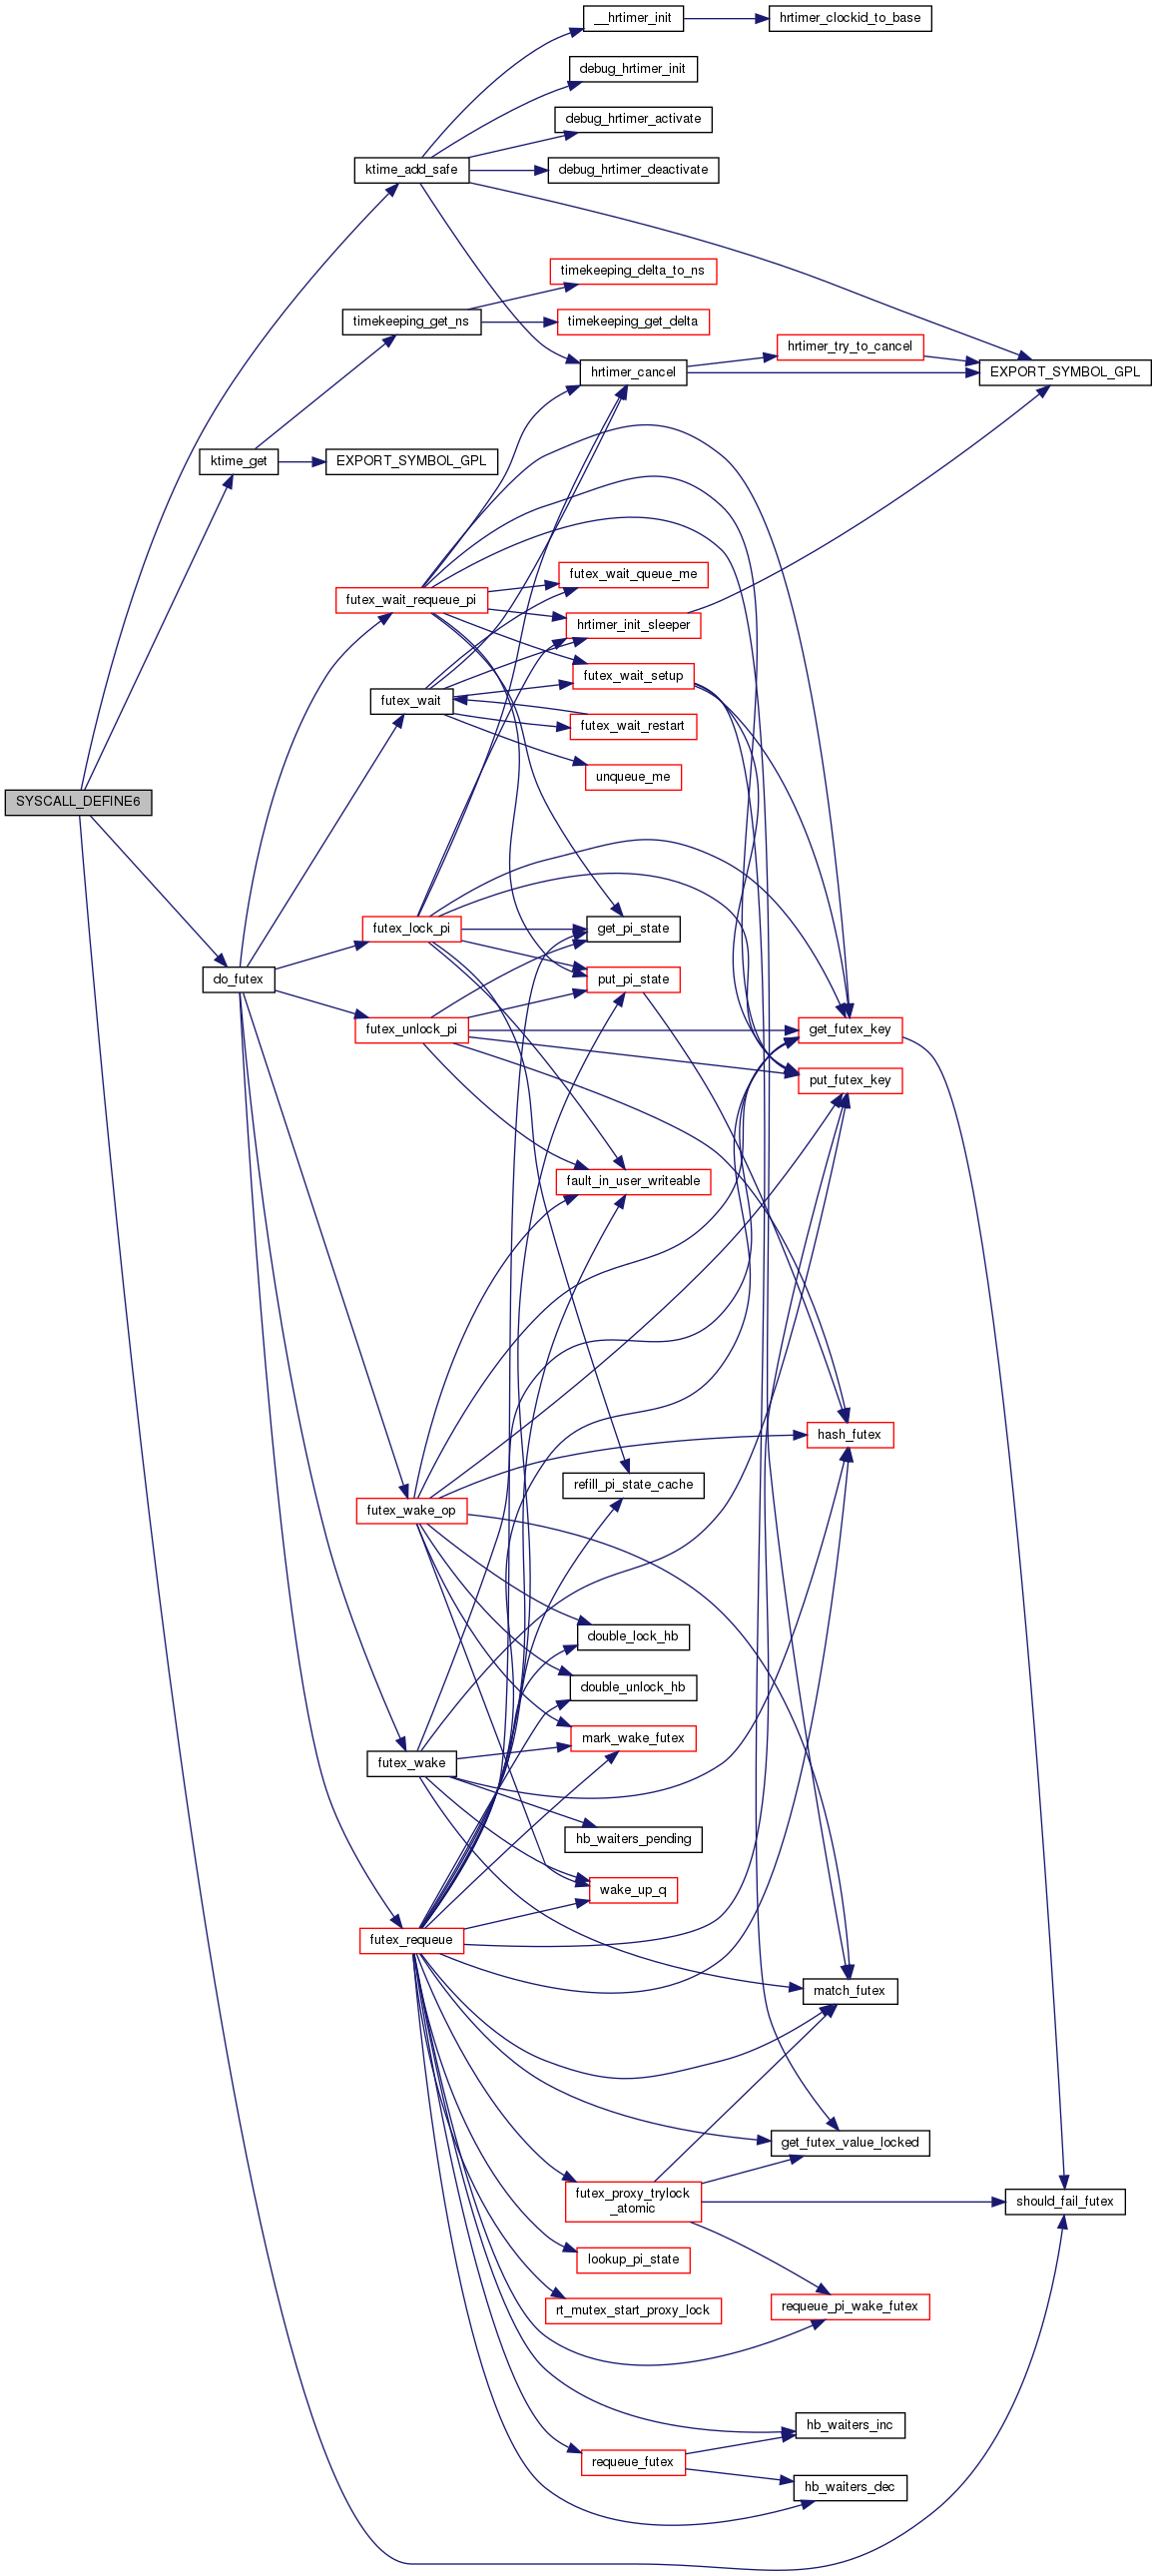 __hrtimer_init
hrtimer_clockid_to_base
debug_hrtimer_init
debug_hrtimer_activate
ktime_add_safe
debug_hrtimer_deactivate
timekeeping_delta_to_ns
timekeeping_get_ns
timekeeping_get_delta
hrtimer_try_to_cancel
hrtimer_cancel
EXPORT_SYMBOL_GPL
ktime_get
EXPORT_SYMBOL_GPL
futex_wait_queue_me
futex_wait_requeue_pi
hrtimer_init_sleeper
futex_wait_setup
futex_wait
futex_wait_restart
unqueue_me
SYSCALL_DEFINE6
futex_lock_pi
get_pi_state
do_futex
put_pi_state
futex_unlock_pi
get_futex_key
put_futex_key
fault_in_user_writeable
hash_futex
refill_pi_state_cache
futex_wake_op
double_lock_hb
double_unlock_hb
mark_wake_futex
futex_wake
hb_waiters_pending
wake_up_q
futex_requeue
match_futex
get_futex_value_locked
futex_proxy_trylock
_atomic
should_fail_futex
lookup_pi_state
rt_mutex_start_proxy_lock
requeue_pi_wake_futex
hb_waiters_inc
requeue_futex
hb_waiters_dec